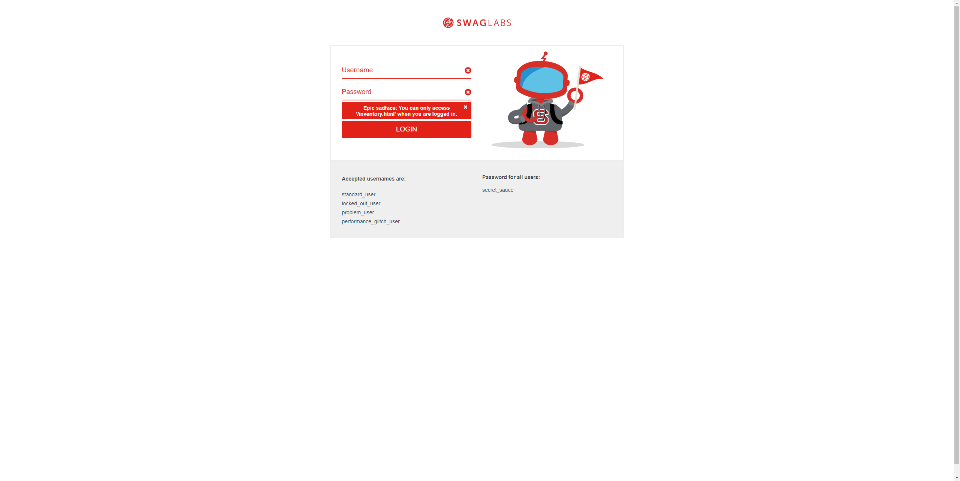 SWAGLABS
Username
Password
Epic sadface: You can only access
'/inventory.html' when you are logged in.
LOGIN
Accepted usernames are:
standard_user
locked_out_user
problem_user
performance_glitch_user
Password for all users:
secret_sauce